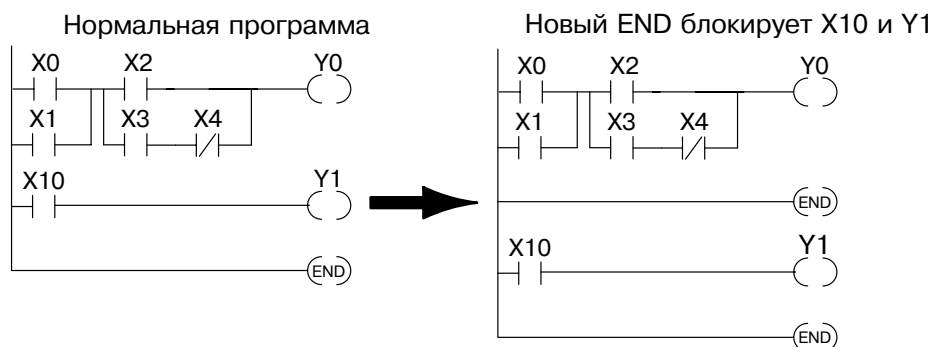 Нормальная программа
X0 X2 Y0
X1 X3 X4
X10 Y1
END
Новый END блокирует X10 и Y1
X0 X2 Y0
X1 X3 X4
END
X10 Y1
END